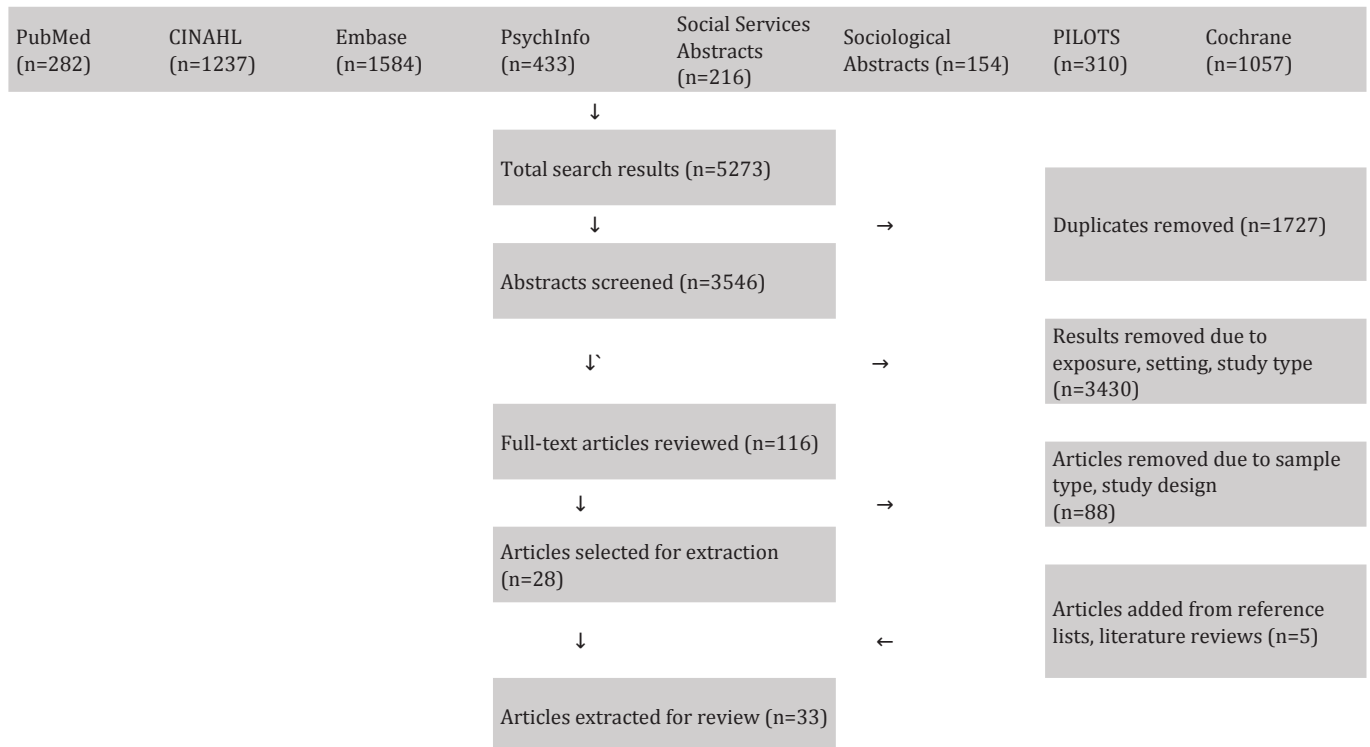 PubMed
(n=282)
CINAHL
(n=1237)
Embase
(n=1584)
PsychInfo
(n=433)
Social Services
Abstracts
(n=216)
Sociological
Abstracts (n=154)
PILOTS
(n=310)
Cochrane
(n=1057)
↓
Total search results (n=5273)
↓
→
Duplicates removed (n=1727)
Abstracts screened (n=3546)
↓`
→
Results removed due to
exposure, setting, study type
(n=3430)
Full-text articles reviewed (n=116)
↓
→
Articles removed due to sample
type, study design
(n=88)
Articles selected for extraction
(n=28)
↓
←
Articles added from reference
lists, literature reviews (n=5)
Articles extracted for review (n=33)